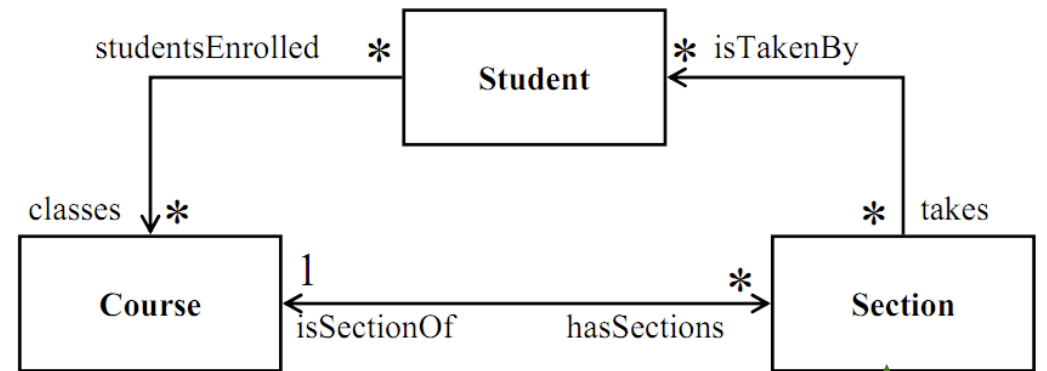 studentsEnrolled * * isTakenBy
Student
classes * * takes
1 *
Course Section
isSectionOf hasSections